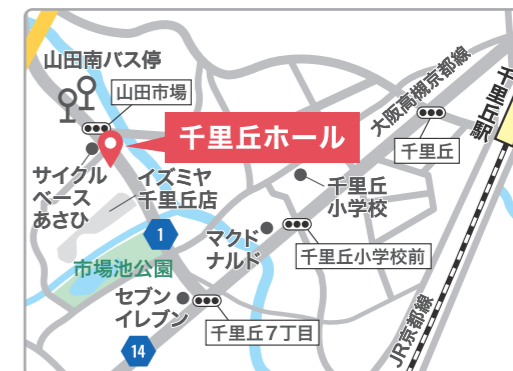 山田南バス停
山田市場
千里丘ホール
大阪高槻京都線
千里丘駅
千里丘
サイクル
ベース
あさひ
イズミヤ
千里丘店
千里丘
小学校
1
マクド
ナルド
千里丘小学校前
市場池公園
セブン
イレブン
千里丘7丁目
14
JR京都線